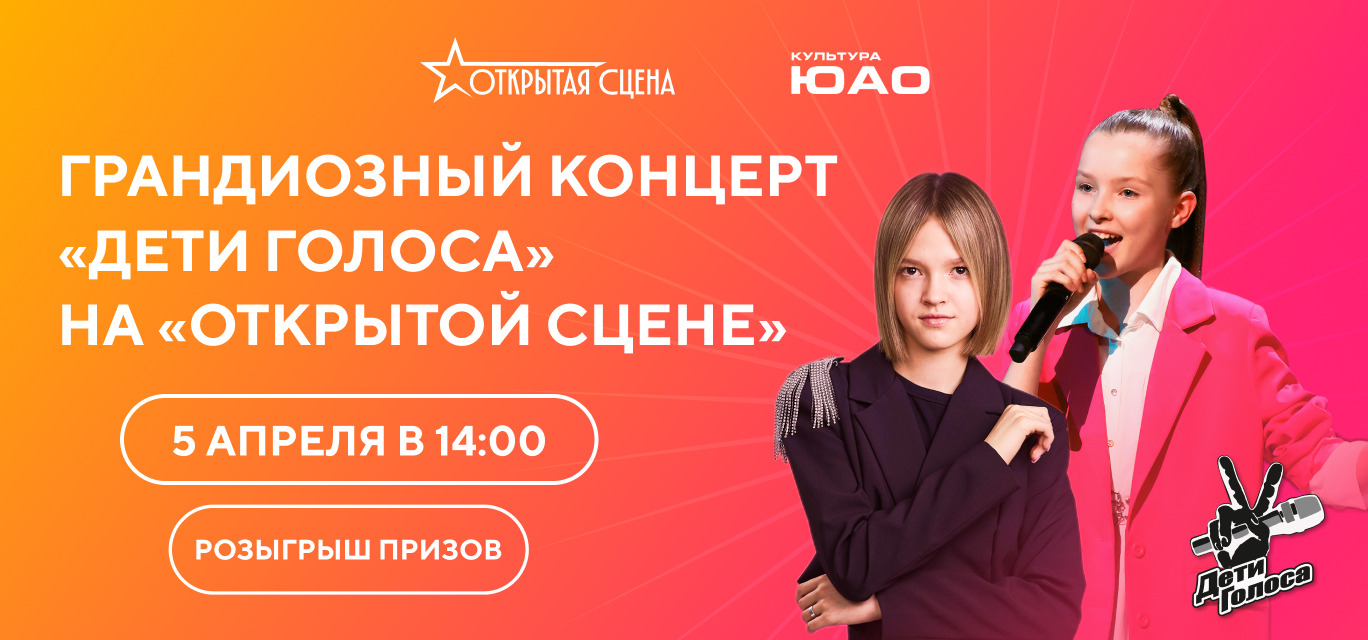 ОТКРЫТАЯ СЦЕНА
КУЛЬТУРА
ЮАО
ГРАНДИОЗНЫЙ КОНЦЕРТ
«ДЕТИ ГОЛОСА»
НА «ОТКРЫТОЙ СЦЕНЕ»
5 АПРЕЛЯ В 14:00
РОЗЫГРЫШ ПРИЗОВ
Дети
Голоса